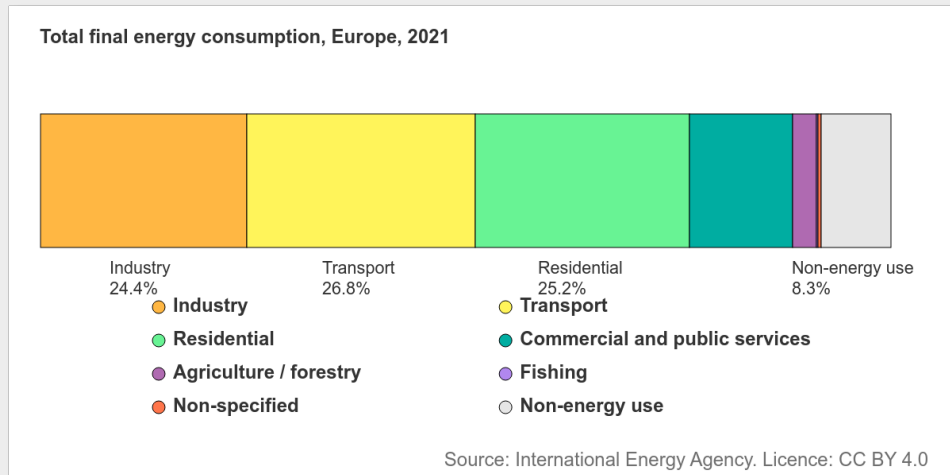 Total final energy consumption, Europe, 2021
Industry Transport Residential Non-energy use
24.4% 26.8% 25.2% 8.3%
Industry Transport
Residential Commercial and public services
Agriculture / forestry Fishing
Non-specified Non-energy use
Source: International Energy Agency. Licence: CC BY 4.0